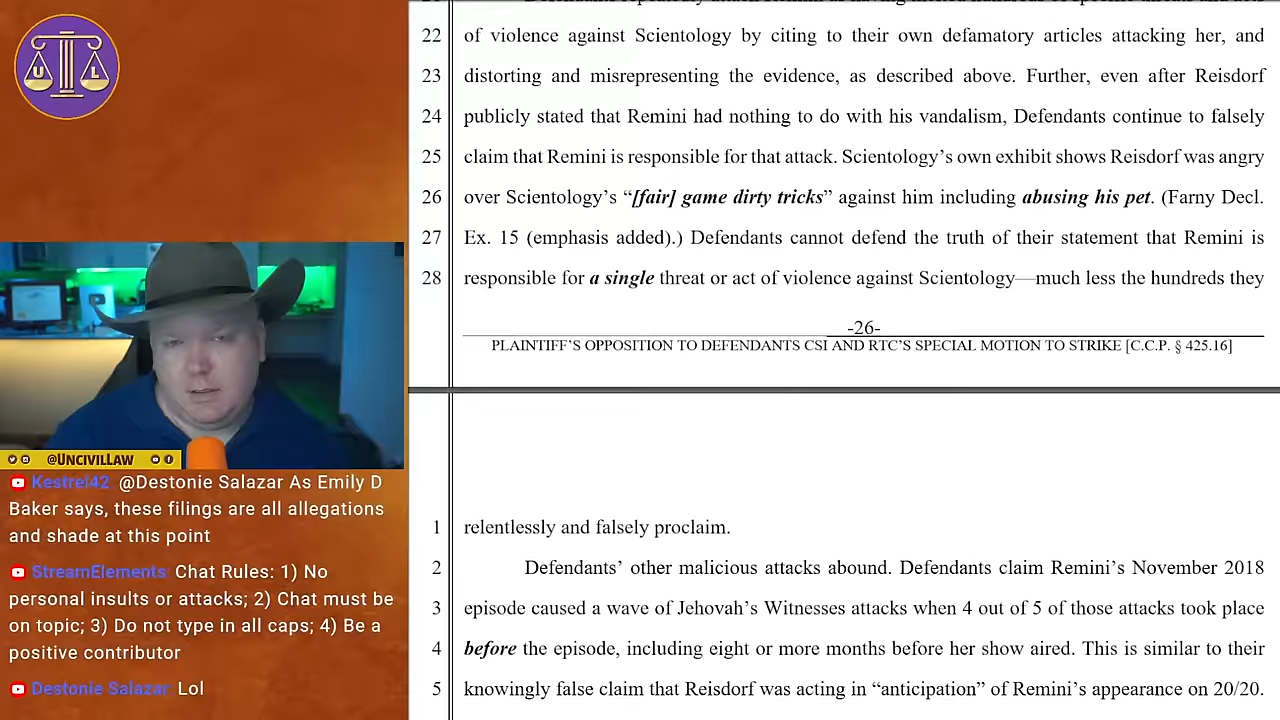 U L
22 of violence against Scientology by citing to their own defamatory articles attacking her, and
23 distorting and misrepresenting the evidence, as described above. Further, even after Reisdorf
24 publicly stated that Remini had nothing to do with his vandalism, Defendants continue to falsely
25 claim that Remini is responsible for that attack. Scientology’s own exhibit shows Reisdorf was angry
26 over Scientology’s “[fair] game dirty tricks” against him including abusing his pet. (Farny Decl.
27 Ex. 15 (emphasis added).) Defendants cannot defend the truth of their statement that Remini is
28 responsible for a single threat or act of violence against Scientology—much less the hundreds they
-26-
PLAINTIFF’S OPPOSITION TO DEFENDANTS CSI AND RTC’S SPECIAL MOTION TO STRIKE [C.C.P. § 425.16]
1 relentlessly and falsely proclaim.
2 Defendants’ other malicious attacks abound. Defendants claim Remini’s November 2018
3 episode caused a wave of Jehovah’s Witnesses attacks when 4 out of 5 of those attacks took place
4 before the episode, including eight or more months before her show aired. This is similar to their
5 knowingly false claim that Reisdorf was acting in “anticipation” of Remini’s appearance on 20/20.
@UNCIVILLAW
Kestrel42 @Destonie Salazar As Emily D
Baker says, these filings are all allegations
and shade at this point
StreamElements: Chat Rules: 1) No
personal insults or attacks; 2) Chat must be
on topic; 3) Do not type in all caps; 4) Be a
positive contributor
Destonie Salazar: Lol